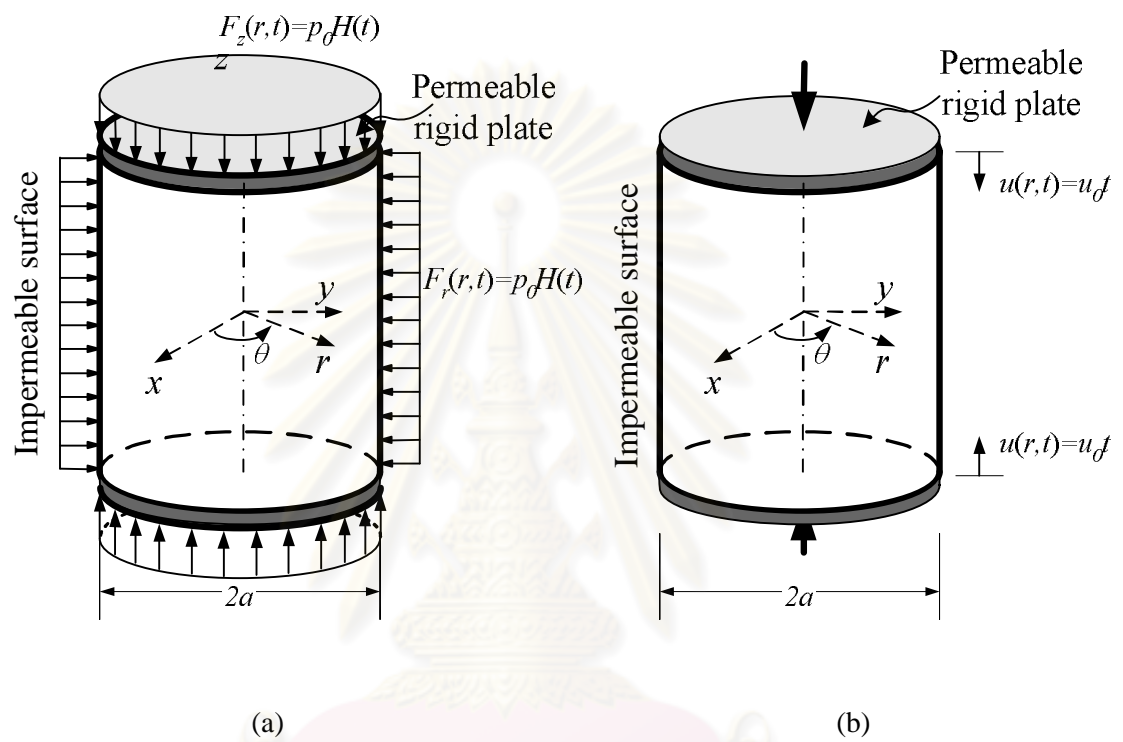 F_z(r,t)=p_0H(t)
z
Permeable
rigid plate
Impermeable surface
F_r(r,t)=p_0H(t)
y
θ
r
x
2a
(a)
Permeable
rigid plate
Impermeable surface
u(r,t)=u_0t
y
θ
r
x
u(r,t)=u_0t
2a
(b)